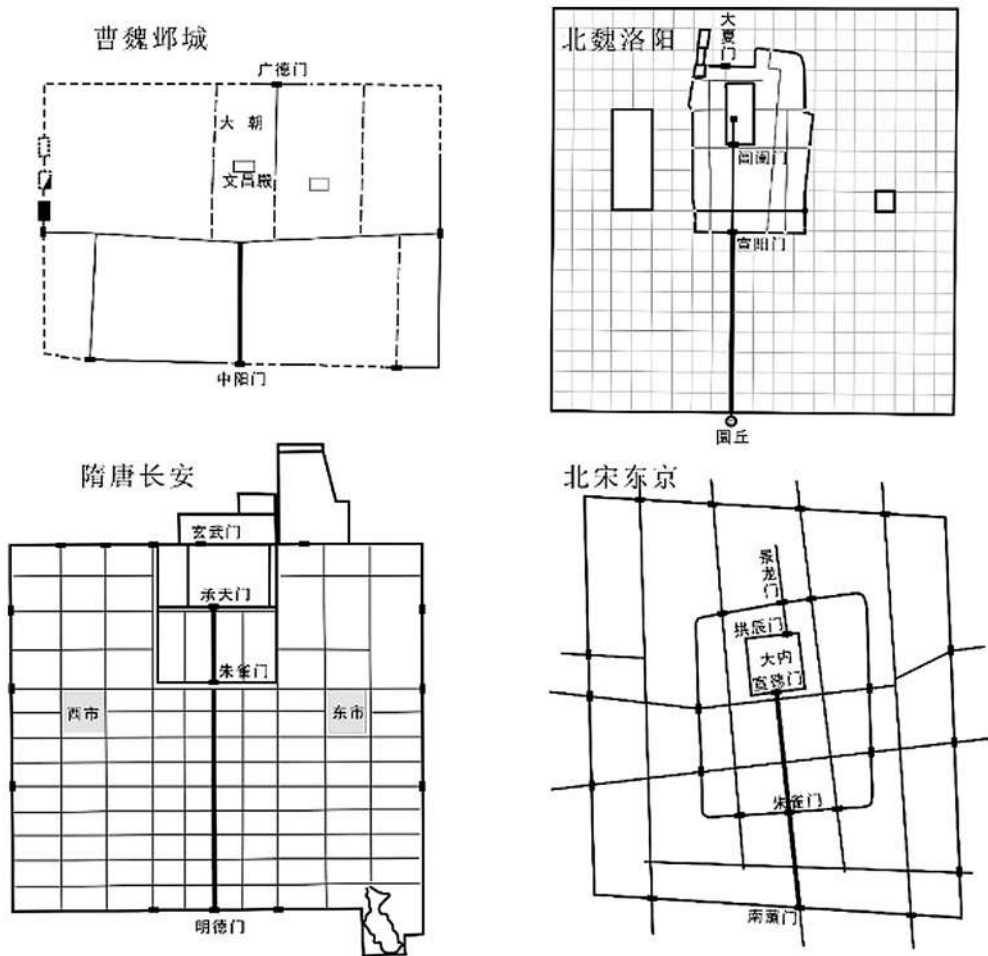 曹魏邺城
广德门
大朝
文昌殿
中阳门
北魏洛阳
大夏门
阊阖门
宣阳门
圜丘
隋唐长安
玄武门
承天门
朱雀门
西市
东市
明德门
北宋东京
景龙门
拱辰门
大内
宣德门
朱雀门
南薰门